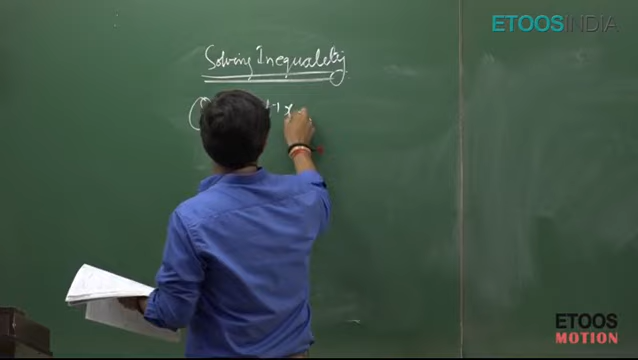 ETOOSINDIA
Solving Inequality
x
ETOOS
MOTION